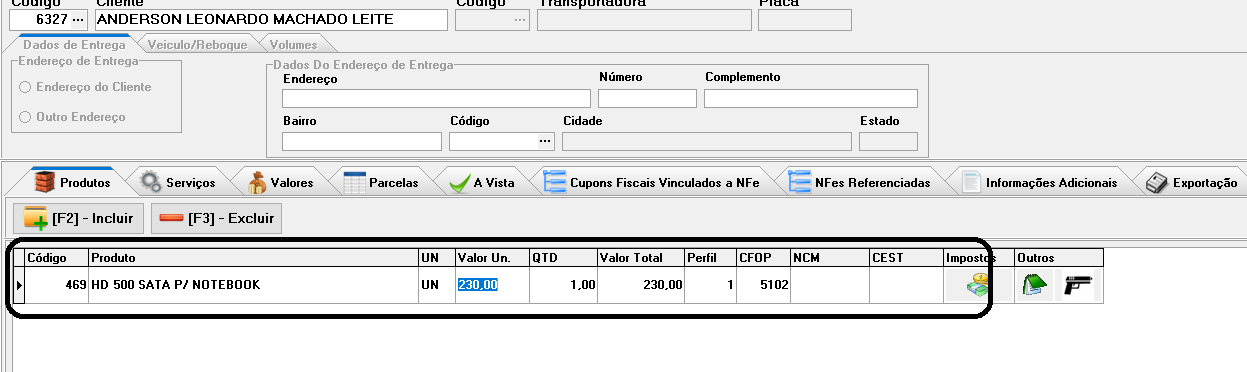 Código Cliente Código Transportadora Placa
6327 ... ANDERSON LEONARDO MACHADO LEITE ...
Dados de Entrega Veiculo/Reboque Volumes
Endereço de Entrega
Endereço do Cliente
Outro Endereço
Dados Do Endereço de Entrega
Endereço Número Complemento
Bairro Código Cidade Estado
...
Produtos Serviços Valores Parcelas A Vista Cupons Fiscais Vinculados a NFe NFes Referenciadas Informações Adicionais Exportação
[F2] - Incluir [F3] - Excluir
Código Produto UN Valor Un. QTD Valor Total Perfil CFOP NCM CEST Impostos Outros
469 HD 500 SATA P/ NOTEBOOK UN 230,00 1,00 230,00 1 5102